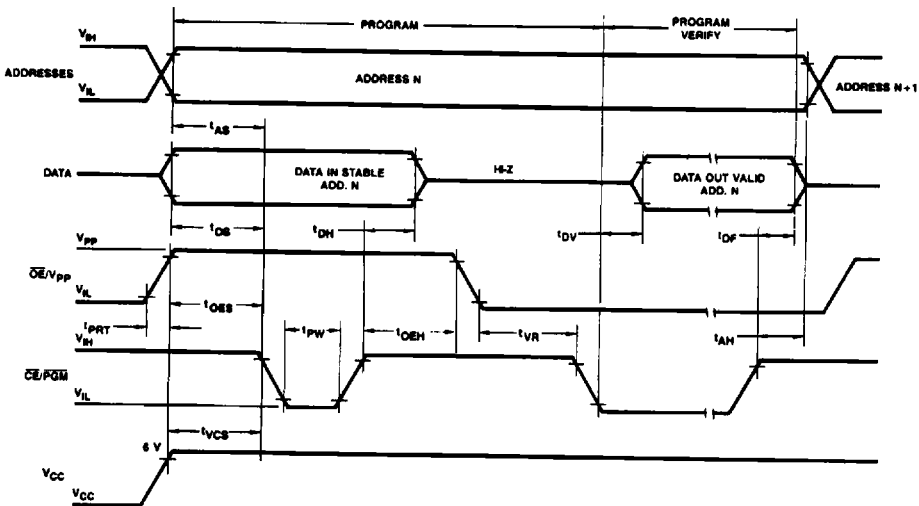 PROGRAM
PROGRAM
VERIFY
VIH
ADDRESSES
ADDRESS N
ADDRESS N+1
VIL
tAS
DATA
DATA IN STABLE
ADD. N
HI-Z
DATA OUT VALID
ADD. N
tDS
tDH
tDV
tDF
VPP
OE/VPP
VIL
tOES
tPRT
tPW
tOEH
tVR
tAH
VIH
CE/PGM
VIL
tVCS
6 V
VCC
VCC